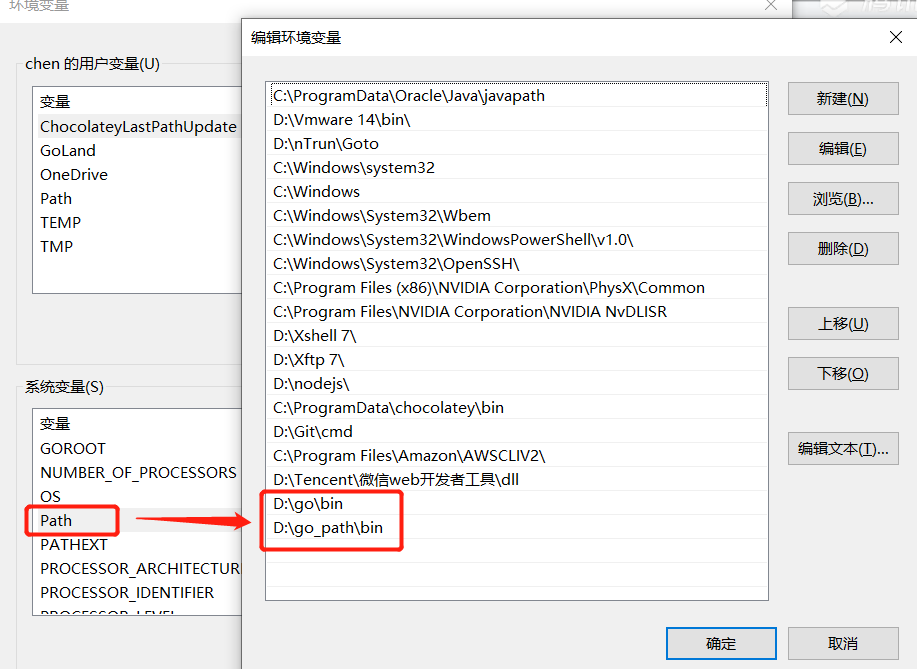 环境变量
编辑环境变量
chen 的用户变量(U)
变量
ChocolateyLastPathUpdate
GoLand
OneDrive
Path
TEMP
TMP
系统变量(S)
变量
GOROOT
NUMBER_OF_PROCESSORS
OS
Path
PATHEXT
PROCESSOR_ARCHITECTUR
PROCESSOR_IDENTIFIER
PROCESSOR_LEVEL
C:\ProgramData\Oracle\Java\javapath
D:\Vmware 14\bin\
D:\nTrun\Goto
C:\Windows\system32
C:\Windows
C:\Windows\System32\Wbem
C:\Windows\System32\WindowsPowerShell\v1.0\
C:\Windows\System32\OpenSSH\
C:\Program Files (x86)\NVIDIA Corporation\PhysX\Common
C:\Program Files\NVIDIA Corporation\NVIDIA NvDLISR
D:\Xshell 7\
D:\Xftp 7\
D:\nodejs\
C:\ProgramData\chocolatey\bin
D:\Git\cmd
C:\Program Files\Amazon\AWSCLIV2\
D:\Tencent\微信web开发者工具\dll
D:\go\bin
D:\go_path\bin
新建(N)
编辑(E)
浏览(B)...
删除(D)
上移(U)
下移(O)
编辑文本(T)...
确定
取消